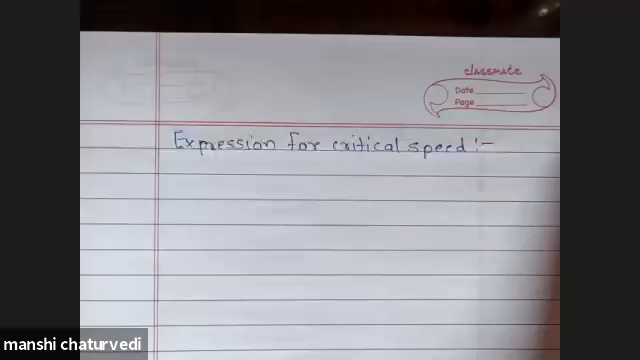 classmate
Date
Page
Expression for critical speed :-
manshi chaturvedi